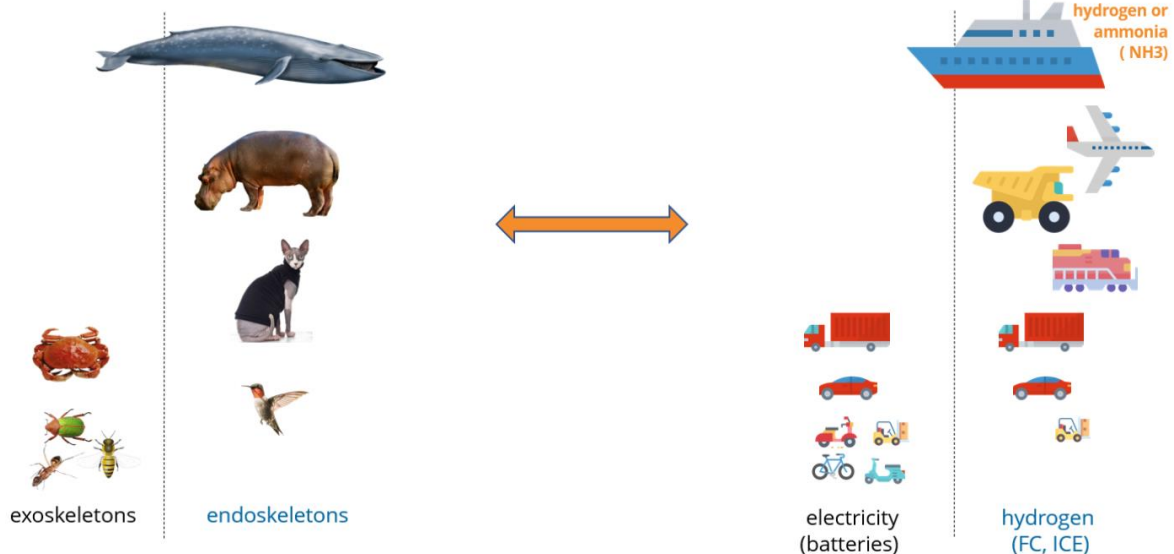 hydrogen or
ammonia
( NH3)
exoskeletons
endoskeletons
electricity
(batteries)
hydrogen
(FC, ICE)